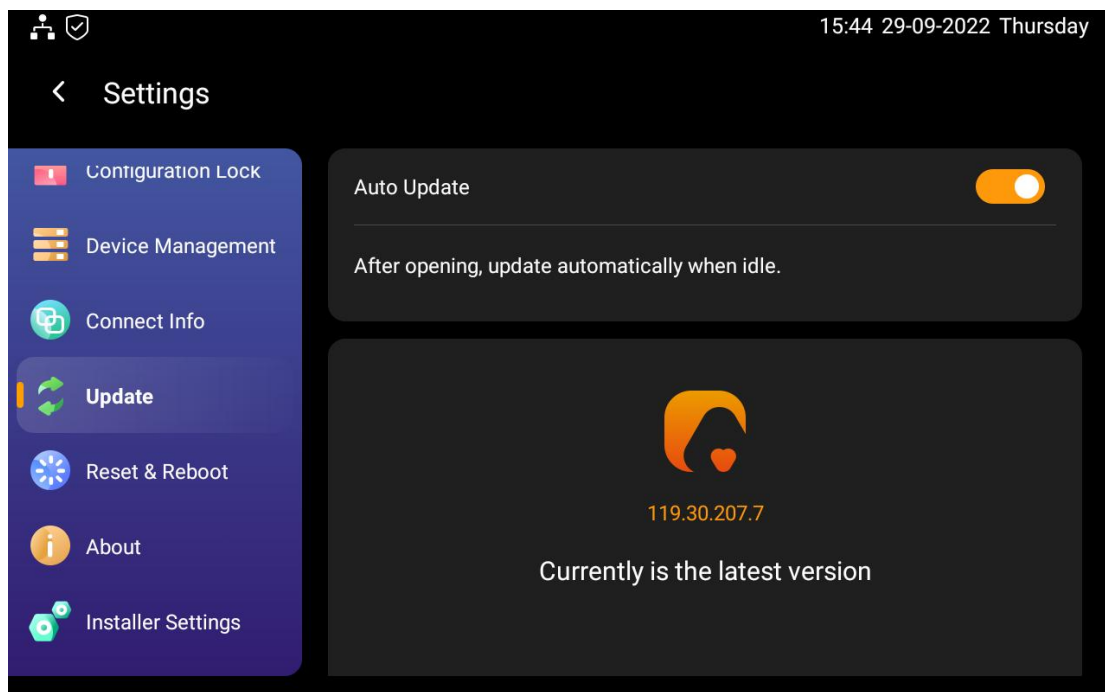 15:44 29-09-2022 Thursday
Settings
Configuration Lock
Device Management
Connect Info
Update
Reset & Reboot
About
Installer Settings
Auto Update
After opening, update automatically when idle.
119.30.207.7
Currently is the latest version